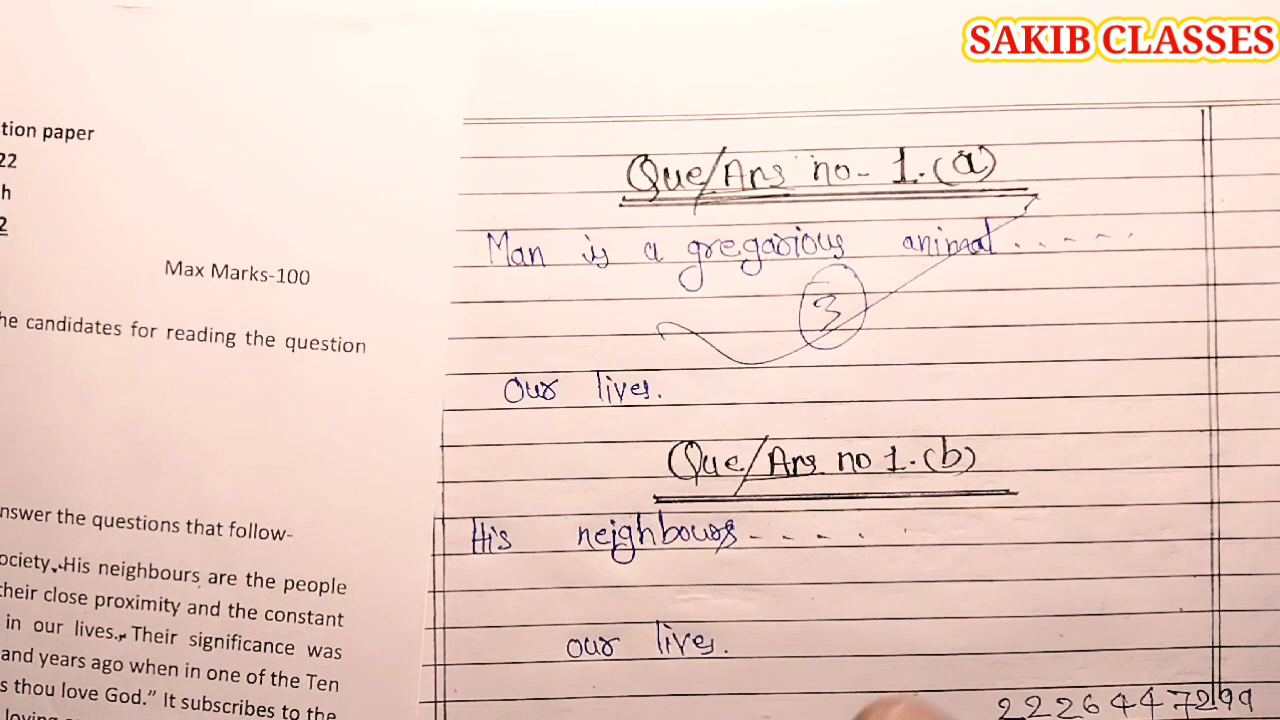 SAKIB CLASSES
tion paper
22
h
2
Max Marks-100
he candidates for reading the question
nswer the questions that follow-
ociety. His neighbours are the people
their close proximity and the constant
in our lives. Their significance was
and years ago when in one of the Ten
s thou love God." It subscribes to the
Que/Ans no- 1.(a)
Man is a gregarious animal.....
3
Our lives.
Que/Ans no 1.(b)
His neighbours.....
our lives.